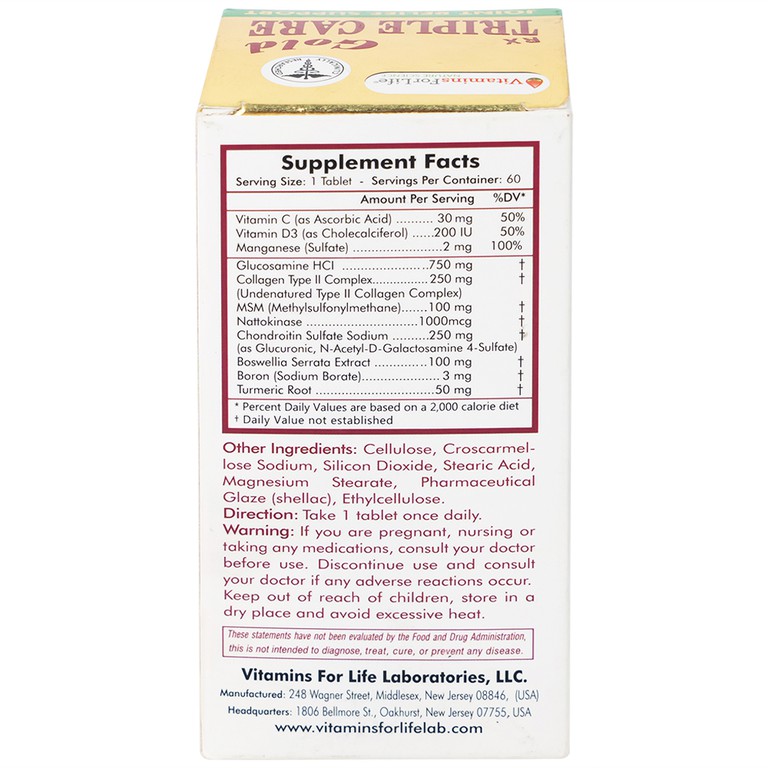 JOINT RELIEF SUPPORT
Gold
RX TRIPLE CARE
VitaminsForLife
Supplement Facts
Serving Size: 1 Tablet - Servings Per Container: 60
Amount Per Serving %DV*
Vitamin C (as Ascorbic Acid) .......... 30 mg 50%
Vitamin D3 (as Cholecalciferol) ......200 IU 50%
Manganese (Sulfate) .......................2 mg 100%
Glucosamine HCl ......................750 mg †
Collagen Type II Complex...............250 mg †
(Undenatured Type II Collagen Complex)
MSM (Methylsulfonylmethane).......100 mg †
Nattokinase .............................1000mcg †
Chondroitin Sulfate Sodium .........250 mg †
(as Glucuronic, N-Acetyl-D-Galactosamine 4-Sulfate)
Boswellia Serrata Extract ..............100 mg †
Boron (Sodium Borate).................... 3 mg †
Turmeric Root ............................... 50 mg †
* Percent Daily Values are based on a 2,000 calorie diet
† Daily Value not established
Other Ingredients: Cellulose, Croscarmel-
lose Sodium, Silicon Dioxide, Stearic Acid,
Magnesium Stearate, Pharmaceutical
Glaze (shellac), Ethylcellulose.
Direction: Take 1 tablet once daily.
Warning: If you are pregnant, nursing or
taking any medications, consult your doctor
before use. Discontinue use and consult
your doctor if any adverse reactions occur.
Keep out of reach of children, store in a
dry place and avoid excessive heat.
These statements have not been evaluated by the Food and Drug Administration,
this is not intended to diagnose, treat, cure, or prevent any disease.
Vitamins For Life Laboratories, LLC.
Manufactured: 248 Wagner Street, Middlesex, New Jersey 08846, (USA)
Headquarters: 1806 Bellmore St., Oakhurst, New Jersey 07755, USA
www.vitaminsforlifelab.com